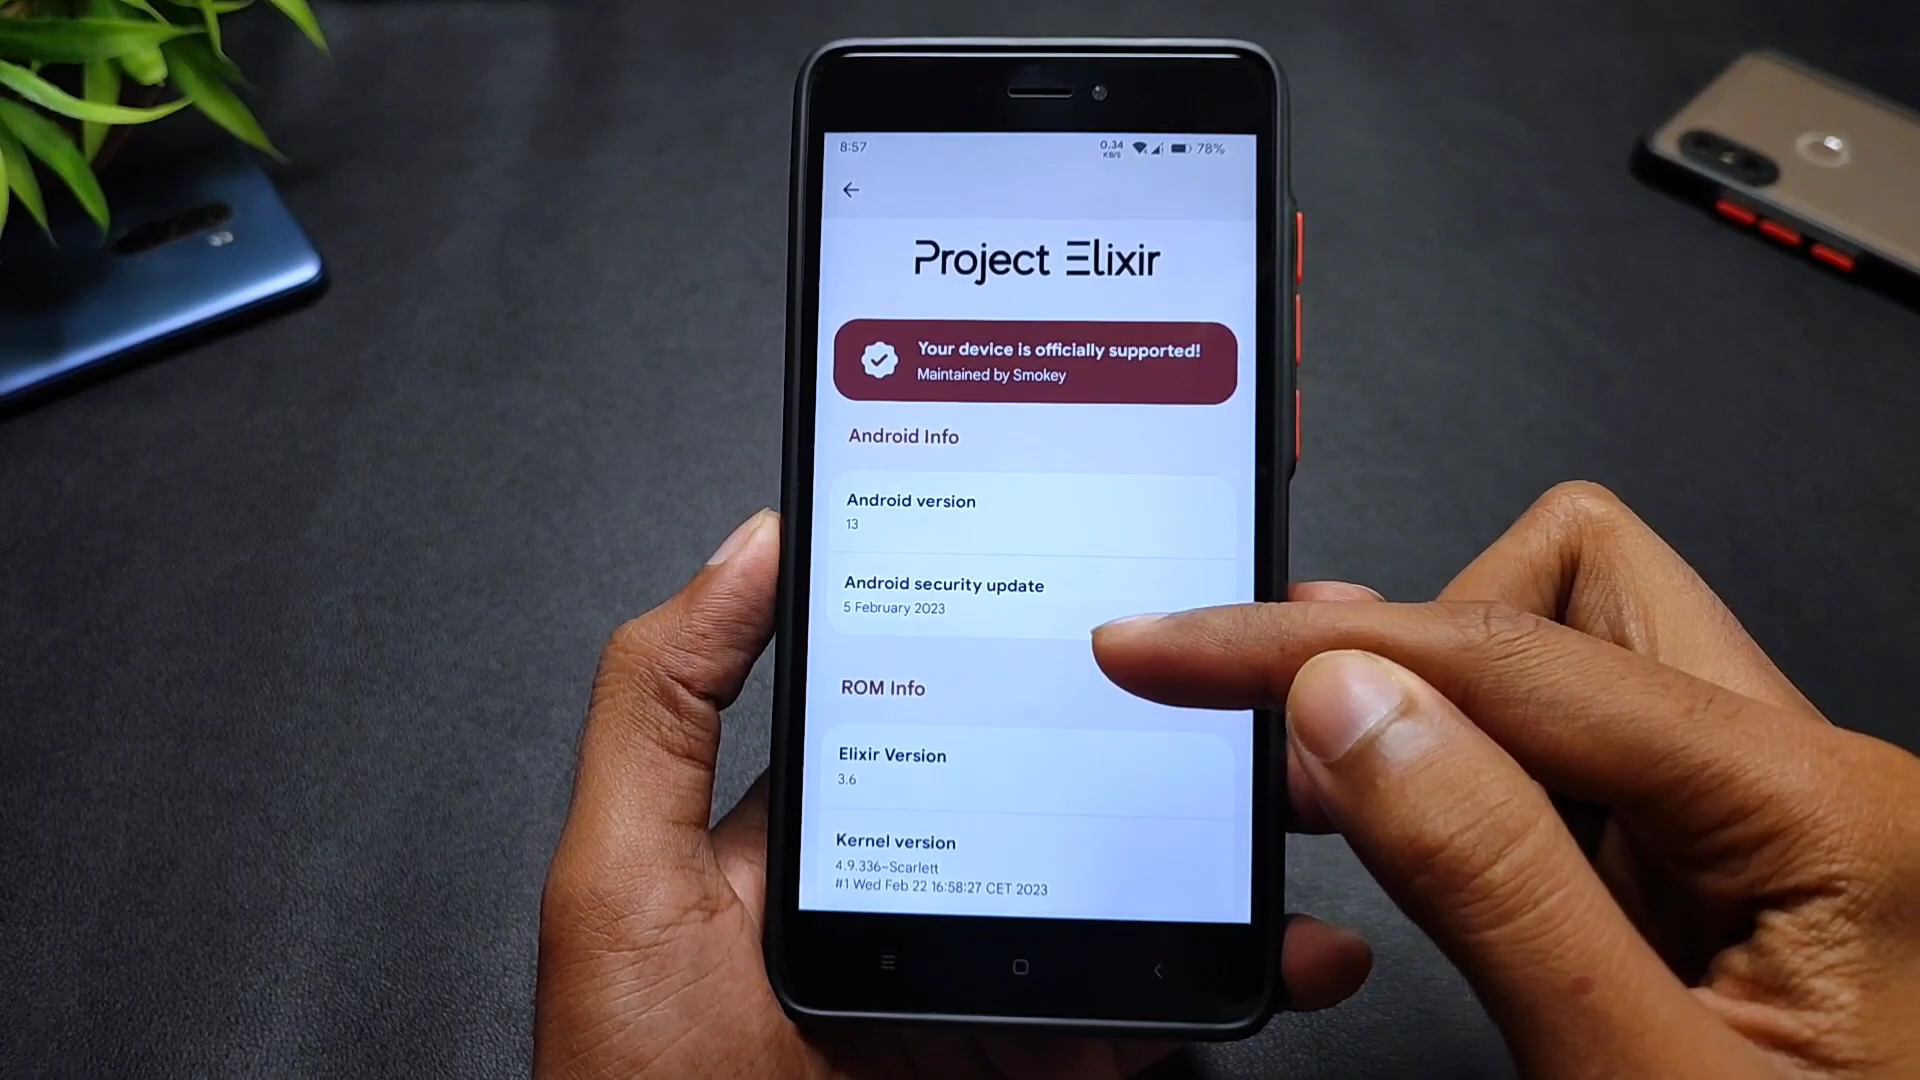 8:57
0.34
KB/S
78%
Project Elixir
Your device is officially supported!
Maintained by Smokey
Android Info
Android version
13
Android security update
5 February 2023
ROM Info
Elixir Version
3.6
Kernel version
4.9.336-Scarlett
#1 Wed Feb 22 16:58:27 CET 2023